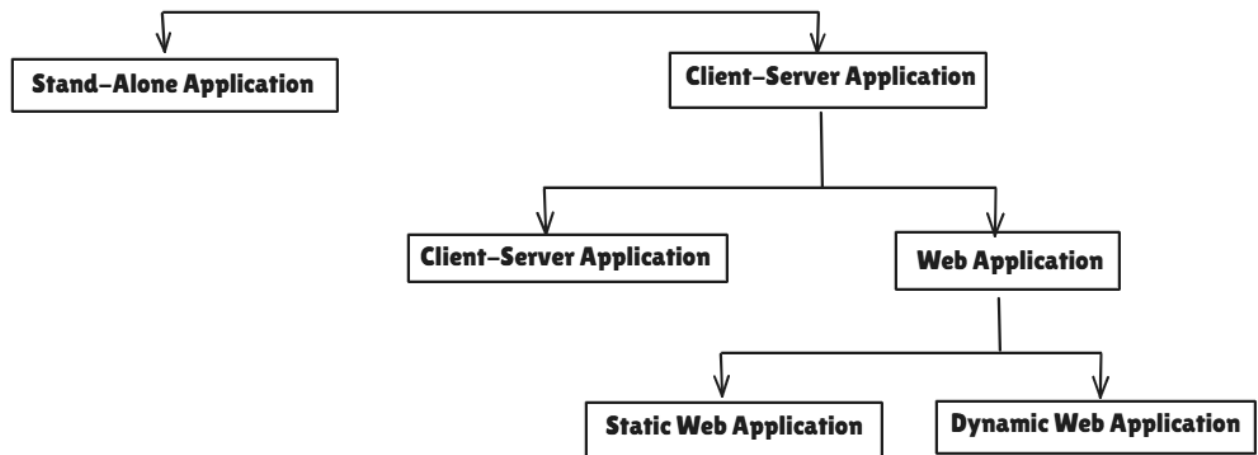 Stand-Alone Application
Client-Server Application
Client-Server Application
Web Application
Static Web Application
Dynamic Web Application